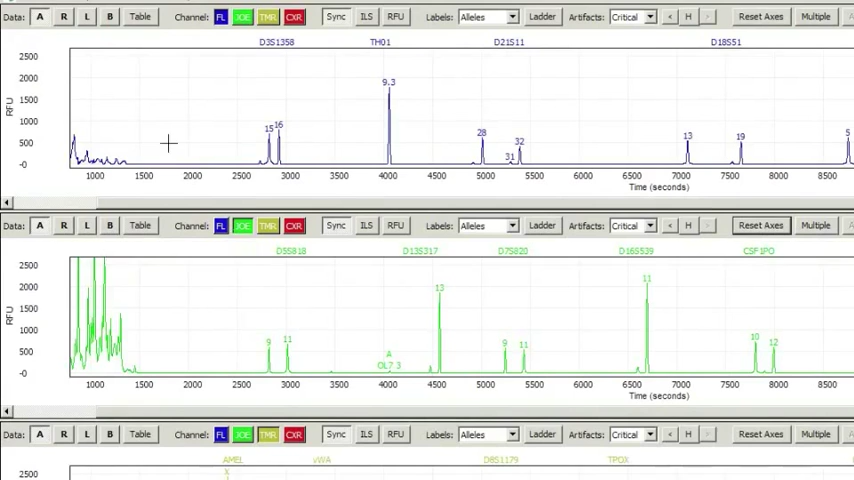 Data: A R L B Table Channel: FL JOE TMR CXR Sync ILS RFU Labels: Alleles Ladder Artifacts: Critical < H > Reset Axes Multiple
D3S1358 TH01 D21S11 D18S51
2500
2000
1500
1000
500
-0
RFU
15 16 9.3 28 31 32 13 19 5
1000 1500 2000 2500 3000 3500 4000 4500 5000 5500 6000 6500 7000 7500 8000 8500
Time (seconds)
Data: A R L B Table Channel: FL JOE TMR CXR Sync ILS RFU Labels: Alleles Ladder Artifacts: Critical < H > Reset Axes Multiple
D5S818 D13S317 D7S820 D16S539 CSF1PO
2500
2000
1500
1000
500
-0
RFU
9 11 A OL7 3 13 9 11 11 10 12
1000 1500 2000 2500 3000 3500 4000 4500 5000 5500 6000 6500 7000 7500 8000 8500
Time (seconds)
Data: A R L B Table Channel: FL JOE TMR CXR Sync ILS RFU Labels: Alleles Ladder Artifacts: Critical < H > Reset Axes Multiple
AMEL vWA D8S1179 TPOX
2500
X